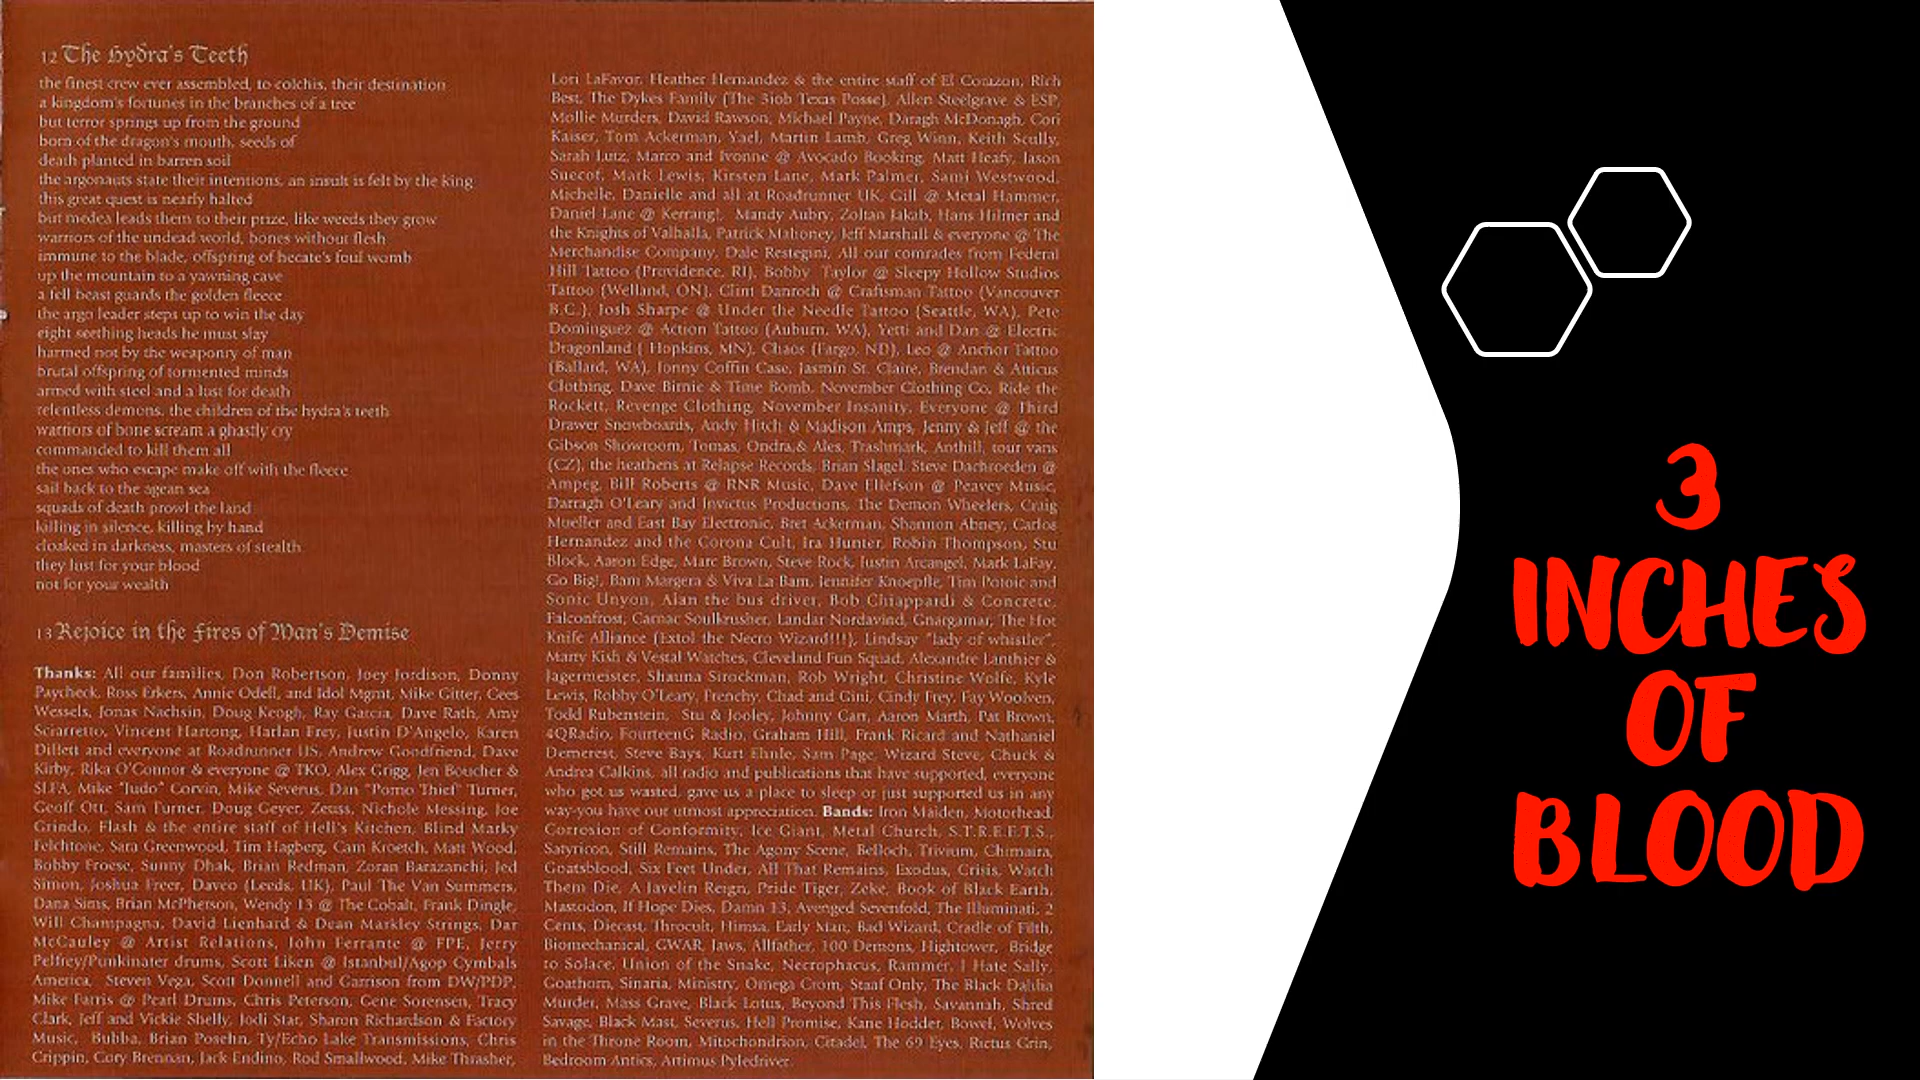 12 The Hydra's Teeth
the finest crew ever assembled, to colchis, their destination
a kingdom's fortunes in the branches of a tree
but terror springs up from the ground
born of the dragon's mouth, seeds of
death planted in barren soil
the argonauts state their intentions, an insult is felt by the king
this great quest is nearly halted
but medea leads them to their prize, like weeds they grow
warriors of the undead world, bones without flesh
immune to the blade, offspring of hecate's foul womb
up the mountain to a yawning cave
a fell beast guards the golden fleece
the argo leader steps up to win the day
eight seething heads he must slay
harmed not by the weaponry of man
brutal offspring of tormented minds
armed with steel and a lust for death
relentless demons, the children of the hydra's teeth
warriors of bone scream a ghastly cry
commanded to kill them all
the ones who escape make off with the fleece
sail back to the agean sea
squads of death prowl the land
killing in silence, killing by hand
cloaked in darkness, masters of stealth
they lust for your blood
not for your wealth
13 Rejoice in the Fires of Man's Demise
Thanks: All our families, Don Robertson, Joey Jordison, Donny
Paycheck, Ross Erkers, Annie Odell, and Idol Mgmt, Mike Gitter, Cees
Wessels, Jonas Nachsin, Doug Keogh, Ray Garcia, Dave Rath, Amy
Sciarretto, Vincent Hartong, Harlan Frey, Justin D'Angelo, Karen
Dillett and everyone at Roadrunner US, Andrew Goodfriend, Dave
Kirby, Rika O'Connor & everyone @ TKO, Alex Grigg, Jen Boucher &
SLFA, Mike "Judo" Corvin, Mike Severus, Dan "Porno Thief" Turner,
Geoff Ott, Sam Turner, Doug Geyer, Zeuss, Nichole Messing, Joe
Grindo, Flash & the entire staff of Hell's Kitchen, Blind Marky
Felchtone, Sara Greenwood, Tim Hagberg, Cam Kroetch, Matt Wood,
Bobby Froese, Sunny Dhak, Brian Redman, Zoran Barazanchi, Jed
Simon, Joshua Freer, Daveo (Leeds, UK), Paul The Van Summers,
Dana Sims, Brian McPherson, Wendy 13 @ The Cobalt, Frank Dingle,
Will Champagna, David Lienhard & Dean Markley Strings, Dar
McCauley @ Artist Relations, John Ferrante @ FPE, Jerry
Pelfrey/Punkinater drums, Scott Liken @ Istanbul/Agop Cymbals
America, Steven Vega, Scott Donnell and Garrison from DW/PDP,
Mike Farris @ Pearl Drums, Chris Peterson, Gene Sorensen, Tracy
Clark, Jeff and Vickie Shelly, Jodi Star, Sharon Richardson & Factory
Music, Bubba, Brian Posehn, Ty/Echo Lake Transmissions, Chris
Crippin, Cory Brennan, Jack Endino, Rod Smallwood, Mike Thrasher,
Lori LaFavor, Heather Hernandez & the entire staff of El Corazon, Rich
Best, The Dykes Family (The 3iob Texas Posse), Allen Steelgrave & ESP,
Mollie Murders, David Rawson, Michael Payne, Daragh McDonagh, Cori
Kaiser, Tom Ackerman, Yael, Martin Lamb, Greg Winn, Keith Scully,
Sarah Lutz, Marco and Ivonne @ Avocado Booking, Matt Heafy, Jason
Suecof, Mark Lewis, Kirsten Lane, Mark Palmer, Sami Westwood,
Michelle, Danielle and all at Roadrunner UK, Gill @ Metal Hammer,
Daniel Lane @ Kerrang!, Mandy Aubry, Zoltan Jakab, Hans Hilner and
the Knights of Valhalla, Patrick Mahoney, Jeff Marshall & everyone @ The
Merchandise Company, Dale Restegini, All our comrades from Federal
Hill Tattoo (Providence, RI), Bobby Taylor @ Sleepy Hollow Studios
Tattoo (Welland, ON), Clint Danroth @ Craftsman Tattoo (Vancouver
B.C.), Josh Sharpe @ Under the Needle Tattoo (Seattle, WA), Pete
Dominguez @ Action Tattoo (Auburn, WA), Yetti and Dan @ Electric
Dragonland ( Hopkins, MN), Chaos (Fargo, ND), Leo @ Anchor Tattoo
(Ballard, WA), Jonny Coffin Case, Jasmin St. Claire, Brendan & Atticus
Clothing, Dave Birnie & Time Bomb, November Clothing Co, Ride the
Rockett, Revenge Clothing, November Insanity, Everyone @ Third
Drawer Snowboards, Andy Hitch & Madison Amps, Jenny & Jeff @ the
Gibson Showroom, Tomas, Ondra,& Ales, Trashmark, Anthill, tour vans
(CZ), the heathens at Relapse Records, Brian Slagel, Steve Dachroeden @
Ampeg, Bill Roberts @ RNR Music, Dave Ellefson @ Peavey Music,
Darragh O'Leary and Invictus Productions, The Demon Wheelers, Craig
Mueller and East Bay Electronic, Bret Ackerman, Shannon Abney, Carlos
Hernandez and the Corona Cult, Ira Hunter, Robin Thompson, Stu
Block, Aaron Edge, Marc Brown, Steve Rock, Justin Arcangel, Mark LaFay,
Go Big!, Bam Margera & Viva La Bam, Jennifer Knoepfle, Tim Potoic and
Sonic Unyon, Alan the bus driver, Bob Chiappardi & Concrete,
Falconfrost, Carnac Soulkrusher, Landar Nordavind, Gnargamar, The Hot
Knife Alliance (Extol the Necro Wizard!!!), Lindsay "lady of whistler",
Marty Kish & Vestal Watches, Cleveland Fun Squad, Alexandre Lanthier &
Jagermeister, Shauna Strockman, Rob Wright, Christine Wolfe, Kyle
Lewis, Robby O'Leary, Frenchy, Chad and Gini, Cindy Frey, Fay Woolven,
Todd Rubenstein, Stu & Jooley, Johnny Carr, Aaron Marth, Pat Brown,
4QRadio, FourteenG Radio, Graham Hill, Frank Ricard and Nathaniel
Demerest, Steve Bays, Kurt Ehnle, Sam Page, Wizard Steve, Chuck &
Andrea Calkins, all radio and publications that have supported, everyone
who got us wasted, gave us a place to sleep or just supported us in any
way-you have our utmost appreciation. Bands: Iron Maiden, Motorhead,
Corrosion of Conformity, Ice Giant, Metal Church, S.T.R.E.E.T.S.,
Satyricon, Still Remains, The Agony Scene, Belloch, Trivium, Chimaira,
Goatsblood, Six Feet Under, All That Remains, Exodus, Crisis, Watch
Them Die, A Javelin Reign, Pride Tiger, Zeke, Book of Black Earth,
Mastodon, If Hope Dies, Damn 13, Avenged Sevenfold, The Illuminati, 2
Cents, Diecast, Throcult, Himsa, Early Man, Bad Wizard, Cradle of Filth,
Biomechanical, GWAR, Jaws, Allfather, 100 Demons, Hightower, Bridge
to Solace, Union of the Snake, Necrophacus, Rammer, I Hate Sally,
Goathorn, Sinaria, Ministry, Omega Crom, Staaf Only, The Black Dahlia
Murder, Mass Grave, Black Lotus, Beyond This Flesh, Savannah, Shred
Savage, Black Mast, Severus, Hell Promise, Kane Hodder, Bowel, Wolves
in the Throne Room, Mitochondrion, Citadel, The 69 Eyes, Rictus Grin,
Bedroom Antics, Artimus Pyledriver.
3
INCHES
OF
BLOOD